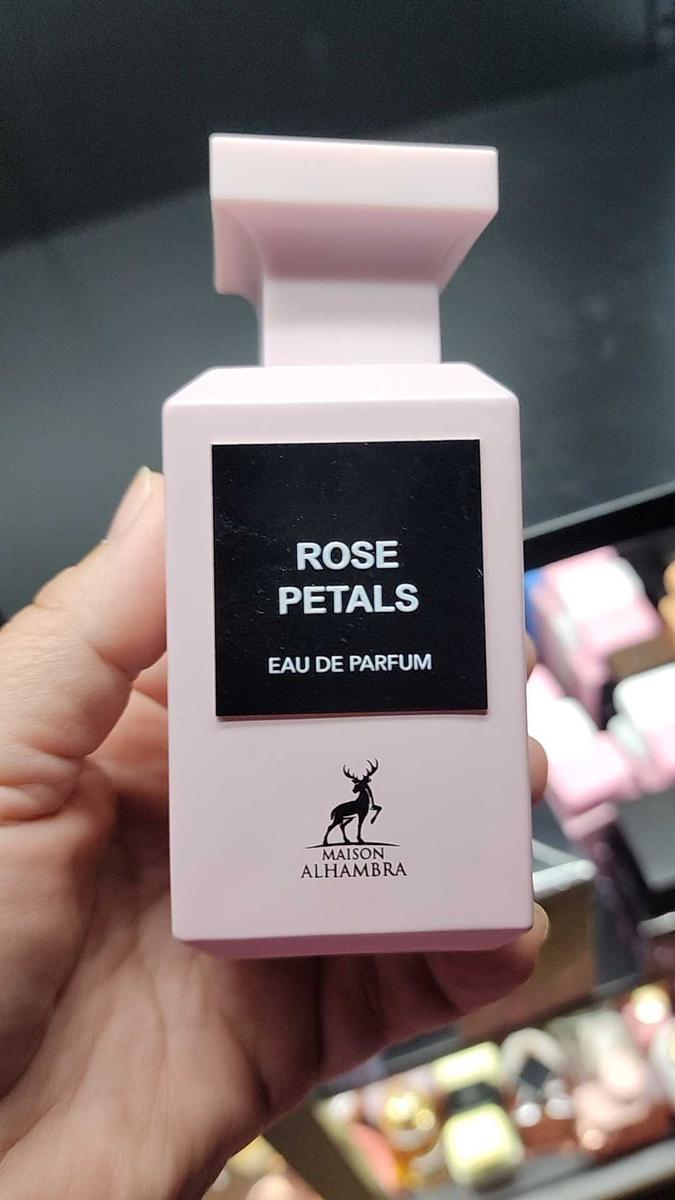 ROSE
PETALS
EAU DE PARFUM
MAISON
ALHAMBRA